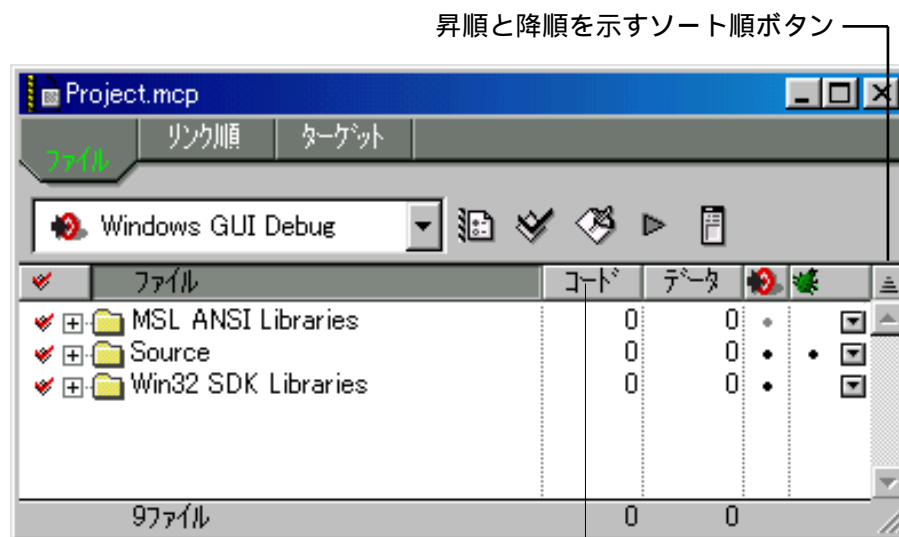 昇順と降順を示すソート順ボタン
Project.mcp
ファイル リンク順 ターゲット
Windows GUI Debug
ファイル コード データ
MSL ANSI Libraries 0 0
Source 0 0
Win32 SDK Libraries 0 0
9ファイル 0 0